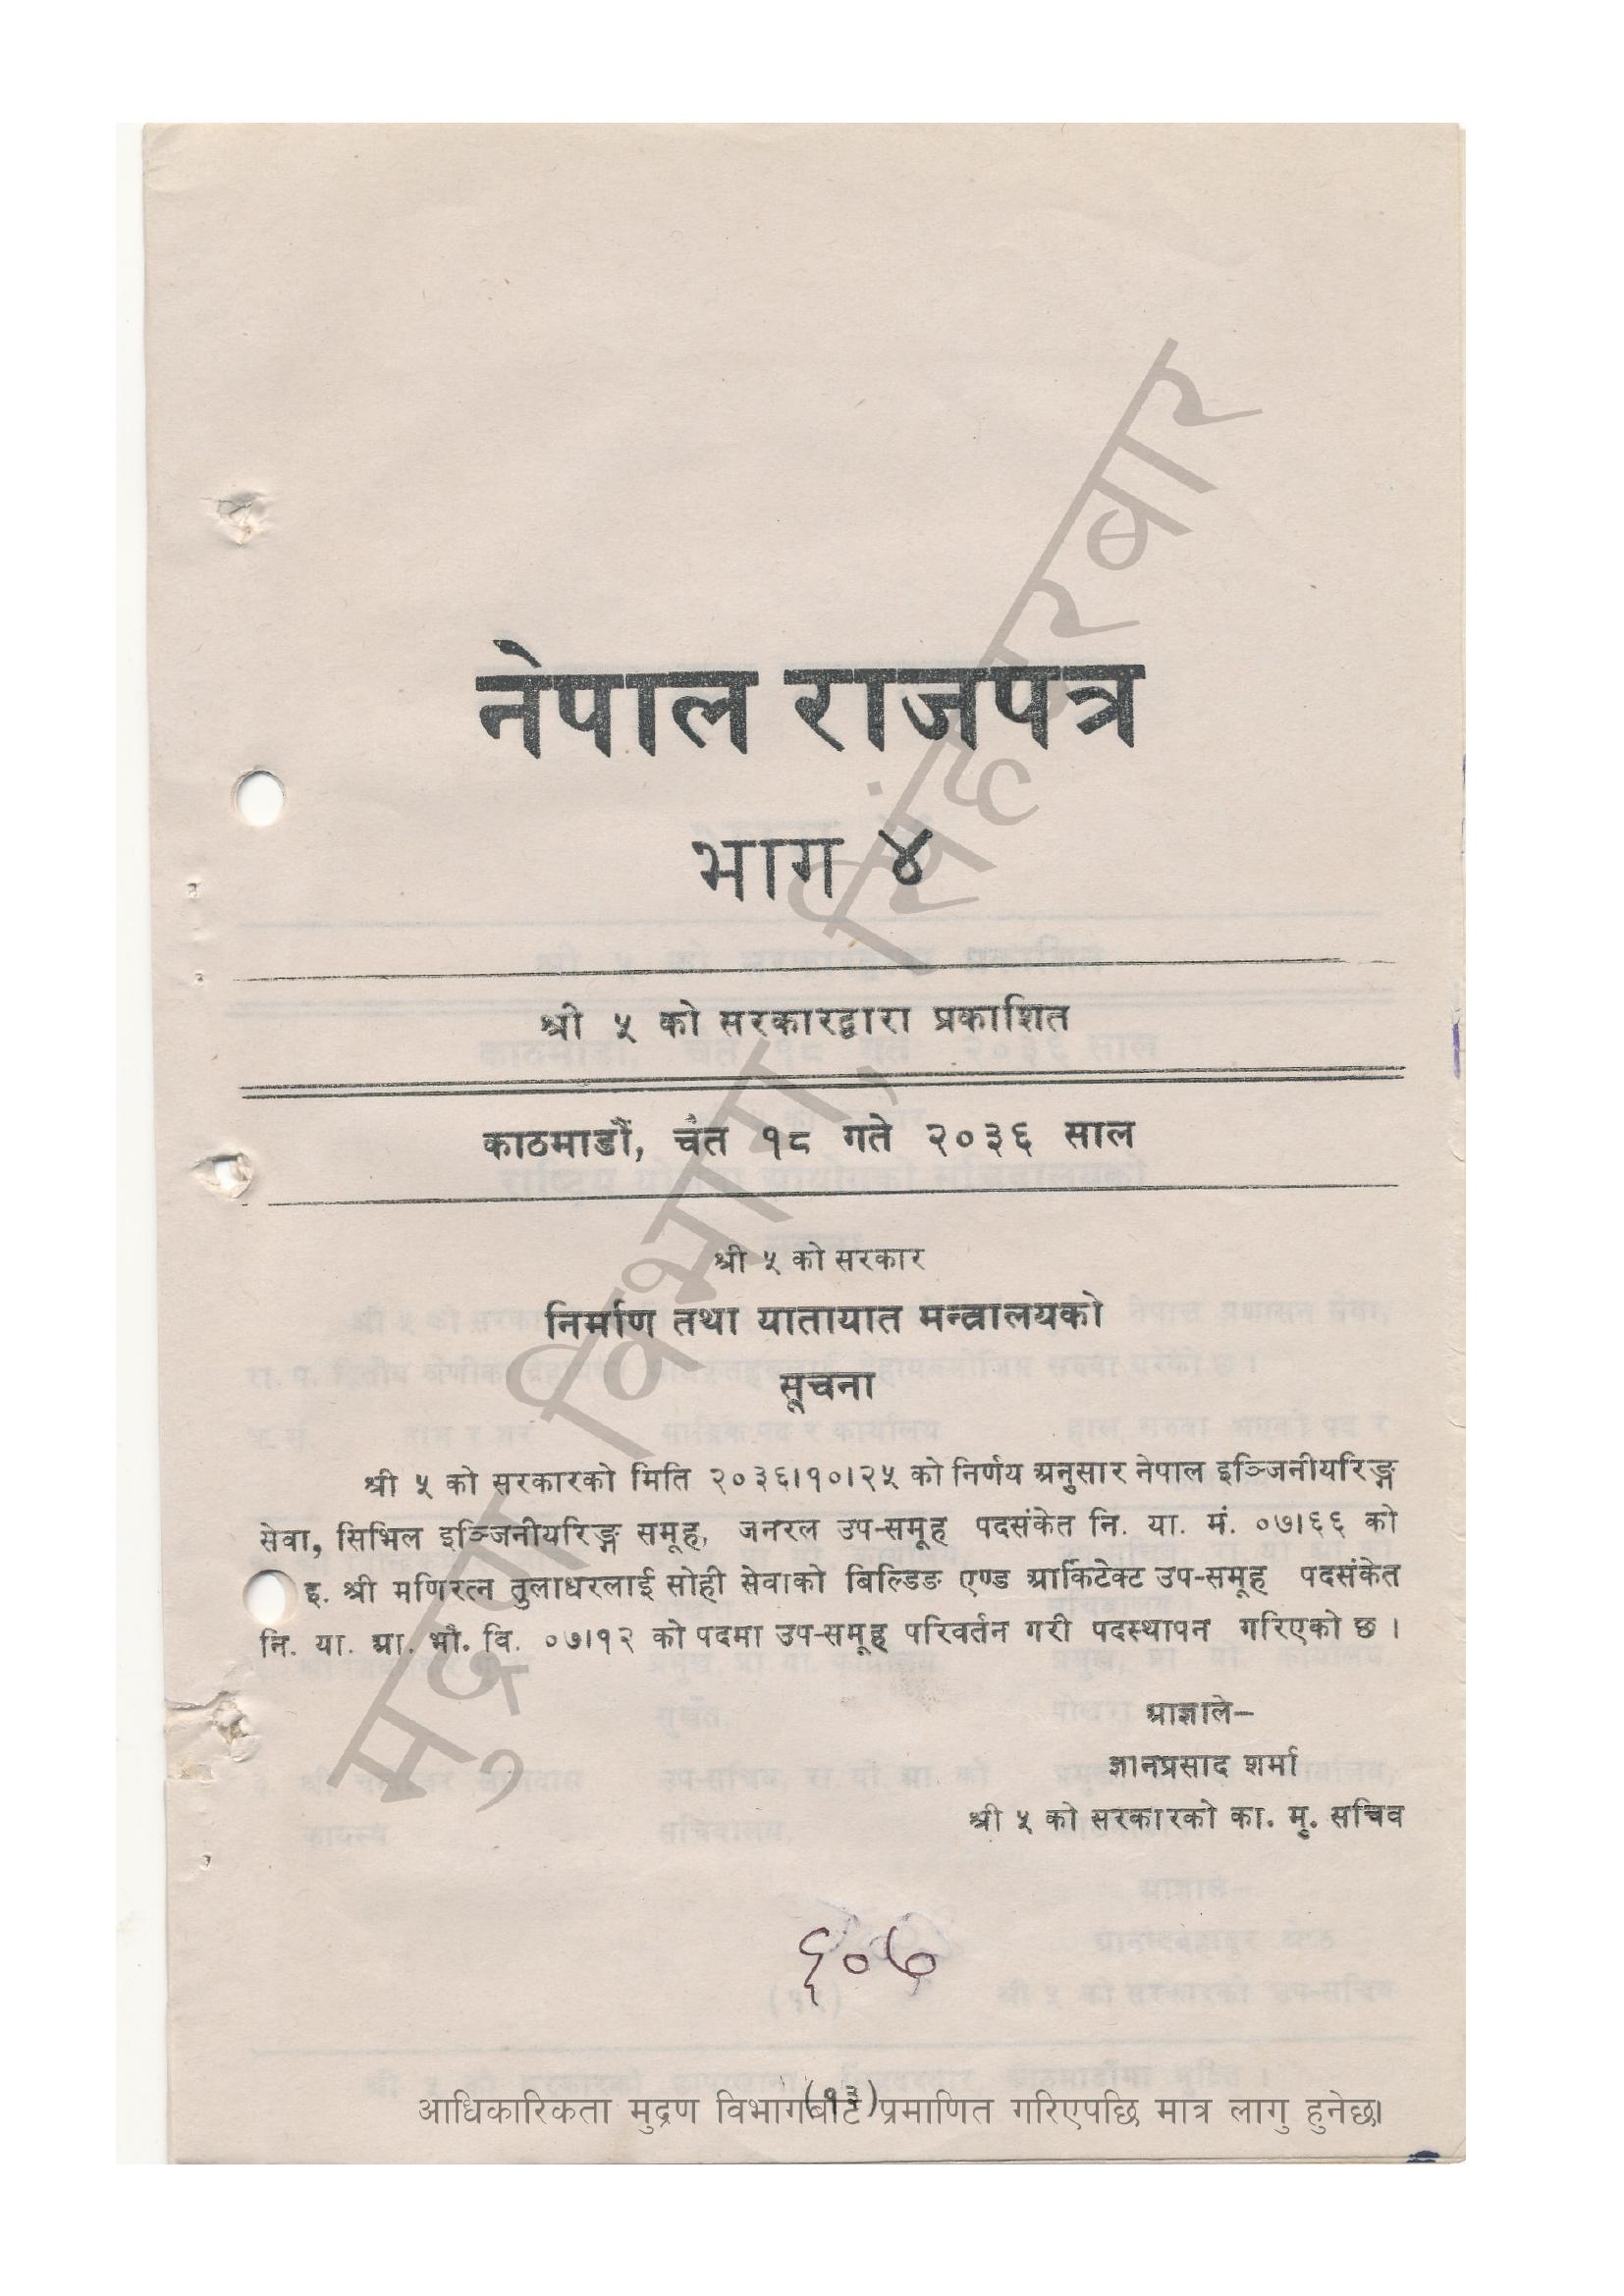 नेपाल राजपत्र
भाग ४
श्री ५ को सरकारद्वारा प्रकाशित
काठमाडौं, चैत १८ गते २०३६ साल
श्री ५ को सरकार
निर्माण तथा यातायात मन्त्रालयको
सूचना
श्री ५ को सरकारको मिति २०३६।१०।२५ को निर्णय अनुसार नेपाल इञ्जिनीयरिङ्ग
सेवा, सिभिल इञ्जिनीयरिङ्ग समूह, जनरल उप-समूह पदसंकेत नि. या. मं. ०७।६६ को
इ. श्री मणिरत्न तुलाधरलाई सोही सेवाको बिल्डिङ एण्ड आर्किटेक्ट उप-समूह पदसंकेत
नि. या. आ. भौ. वि. ०७।१२ को पदमा उप-समूह परिवर्तन गरी पदस्थापन गरिएको छ ।
आज्ञाले—
ज्ञानप्रसाद शर्मा
श्री ५ को सरकारको का. मु. सचिव
६०७
(१३)
आधिकारिकता मुद्रण विभागबाट प्रमाणित गरिएपछि मात्र लागु हुनेछ।
मुद्रण विभाग, सिंहदरबार